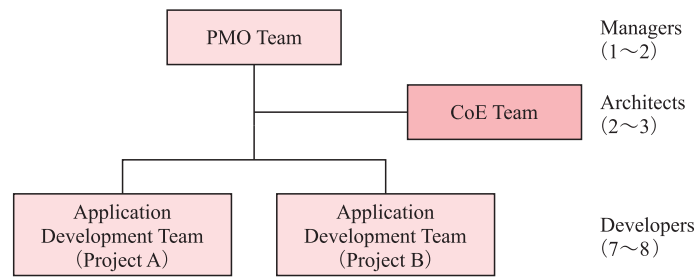 PMO Team
Managers
(1～2)
CoE Team
Architects
(2～3)
Application
Development Team
(Project A)
Application
Development Team
(Project B)
Developers
(7～8)